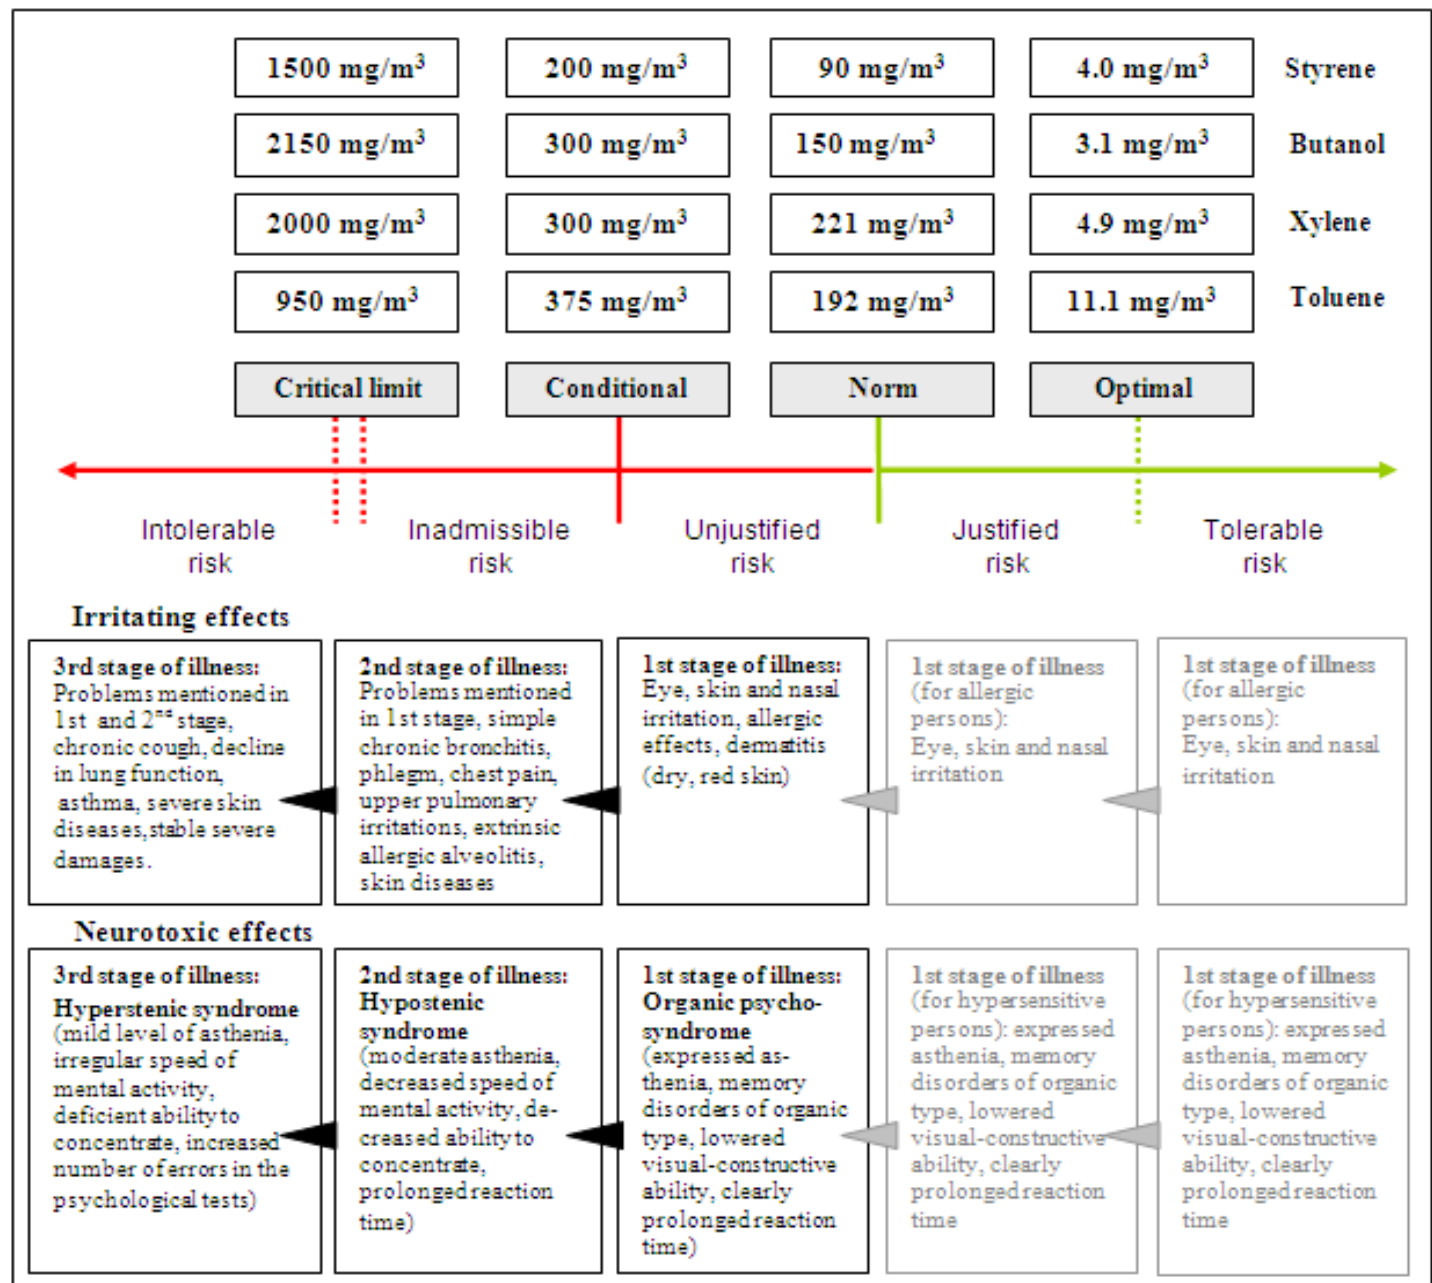 1500 mg/m³ 200 mg/m³ 90 mg/m³ 4.0 mg/m³ Styrene
2150 mg/m³ 300 mg/m³ 150 mg/m³ 3.1 mg/m³ Butanol
2000 mg/m³ 300 mg/m³ 221 mg/m³ 4.9 mg/m³ Xylene
950 mg/m³ 375 mg/m³ 192 mg/m³ 11.1 mg/m³ Toluene
Critical limit Conditional Norm Optimal
Intolerable
risk
Inadmissible
risk
Unjustified
risk
Justified
risk
Tolerable
risk
Irritating effects
3rd stage of illness:
Problems mentioned in
1st and 2nd stage,
chronic cough, decline
in lung function,
asthma, severe skin
diseases,stable severe
damages.
2nd stage of illness:
Problems mentioned
in 1st stage, simple
chronic bronchitis,
phlegm, chest pain,
upper pulmonary
irritations, extrinsic
allergic alveolitis,
skin diseases
1st stage of illness:
Eye, skin and nasal
irritation, allergic
effects, dermatitis
(dry, red skin)
1st stage of illness
(for allergic
persons):
Eye, skin and nasal
irritation
1st stage of illness
(for allergic
persons):
Eye, skin and nasal
irritation
Neurotoxic effects
3rd stage of illness:
Hyperstenic syndrome
(mild level of asthenia,
irregular speed of
mental activity,
deficient ability to
concentrate, increased
number of errors in the
psychological tests)
2nd stage of illness:
Hypostenic
syndrome
(moderate asthenia,
decreased speed of
mental activity, de-
creased ability to
concentrate,
prolonged reaction
time)
1st stage of illness:
Organic psycho-
syndrome
(expressed as-
thenia, memory
disorders of organic
type, lowered
visual-constructive
ability, clearly
prolonged reaction
time)
1st stage of illness
(for hypersensitive
persons): expressed
asthenia, memory
disorders of organic
type, lowered
visual-constructive
ability, clearly
prolonged reaction
time
1st stage of illness
(for hypersensitive
persons): expressed
asthenia, memory
disorders of organic
type, lowered
visual-constructive
ability, clearly
prolonged reaction
time